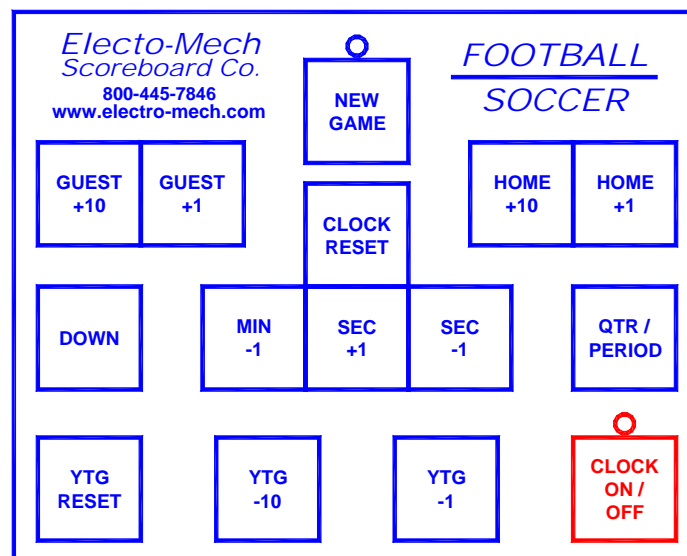 Electo-Mech
Scoreboard Co.
800-445-7846
www.electro-mech.com
FOOTBALL
SOCCER
NEW
GAME
GUEST
+10
GUEST
+1
HOME
+10
HOME
+1
CLOCK
RESET
DOWN
MIN
-1
SEC
+1
SEC
-1
QTR /
PERIOD
YTG
RESET
YTG
-10
YTG
-1
CLOCK
ON /
OFF